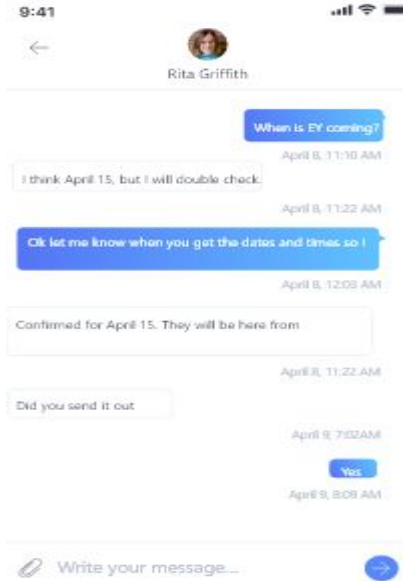 9:41
Rita Griffith
When is EY coming?
April 8, 11:10 AM
I think April 15, but I will double check.
April 8, 11:22 AM
Ok let me know when you get the dates and times so I
April 8, 12:03 AM
Confirmed for April 15. They will be here from
April 8, 11:22 AM
Did you send it out
April 9, 7:02AM
Yes
April 9, 8:09 AM
Write your message...